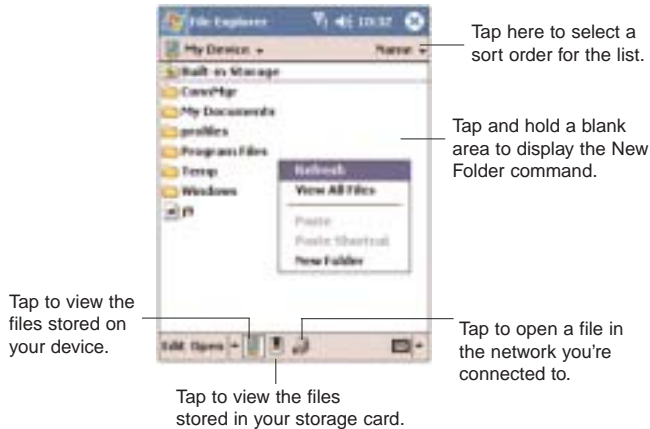 File Explorer 10:32
My Device Name
Built-in Storage
ConnMgr
My Documents
profiles
Program Files
Temp
Windows
Refresh
View All Files
Paste
Paste Shortcut
New Folder
Edit Open
Tap here to select a
sort order for the list.
Tap and hold a blank
area to display the New
Folder command.
Tap to view the
files stored on
your device.
Tap to open a file in
the network you're
connected to.
Tap to view the files
stored in your storage card.